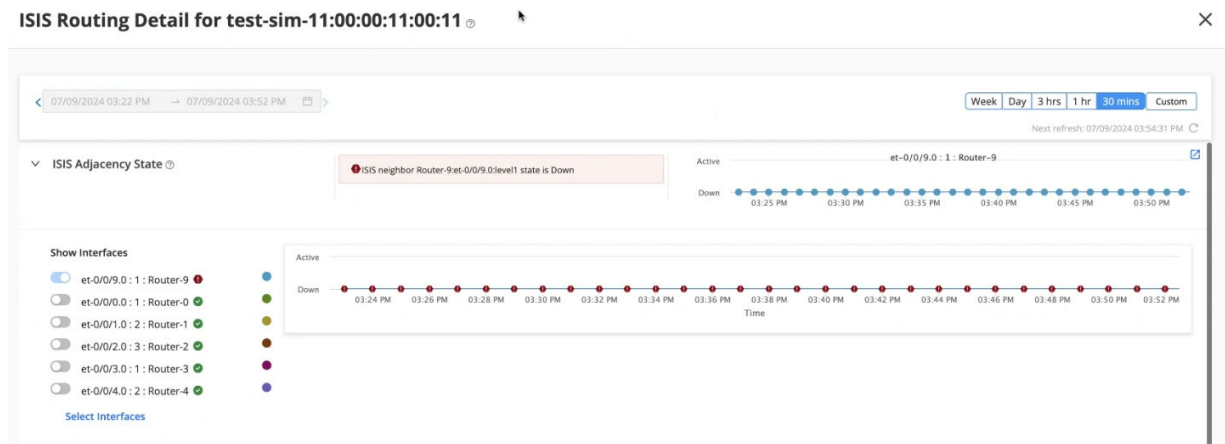 ISIS Routing Detail for test-sim-11:00:00:11:00:11
07/09/2024 03:22 PM → 07/09/2024 03:52 PM
Week Day 3 hrs 1 hr 30 mins Custom
Next refresh: 07/09/2024 03:54:31 PM
ISIS Adjacency State
ISIS neighbor Router-9:et-0/0/9.0:level1 state is Down
et-0/0/9.0 : 1 : Router-9
Active
Down
03:25 PM 03:30 PM 03:35 PM 03:40 PM 03:45 PM 03:50 PM
Show Interfaces
et-0/0/9.0 : 1 : Router-9
et-0/0/0.0 : 1 : Router-0
et-0/0/1.0 : 2 : Router-1
et-0/0/2.0 : 3 : Router-2
et-0/0/3.0 : 1 : Router-3
et-0/0/4.0 : 2 : Router-4
Select Interfaces
Active
Down
03:24 PM 03:26 PM 03:28 PM 03:30 PM 03:32 PM 03:34 PM 03:36 PM 03:38 PM 03:40 PM 03:42 PM 03:44 PM 03:46 PM 03:48 PM 03:50 PM 03:52 PM
Time